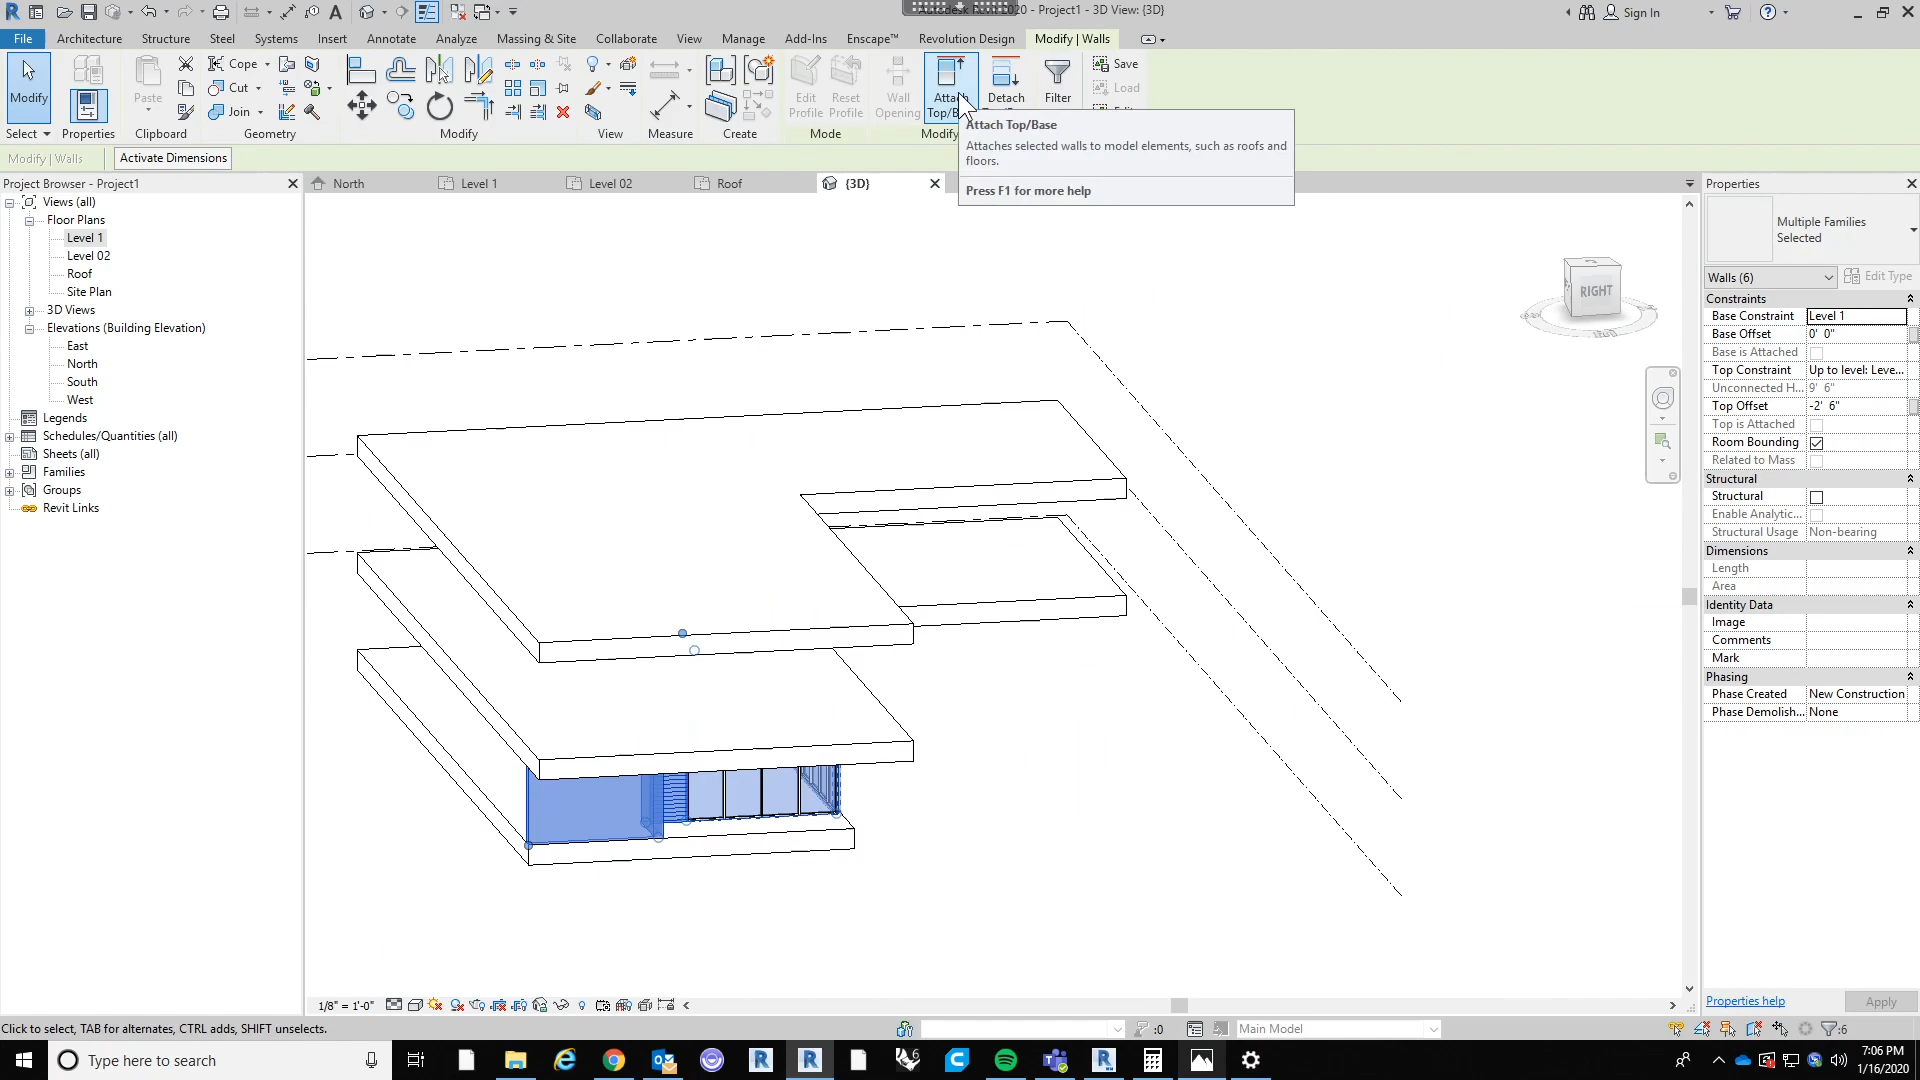 Autodesk Revit 2020 - Project1 - 3D View: {3D}
Sign In
File Architecture Structure Steel Systems Insert Annotate Analyze Massing & Site Collaborate View Manage Add-Ins Enscape™ Revolution Design Modify | Walls
Modify
Paste
Cope
Cut
Join
Edit Profile
Reset Profile
Wall Opening
Attach Top/B
Detach
Filter
Save
Load
Select Properties Clipboard Geometry Modify View Measure Create Mode Modify
Attach Top/Base
Attaches selected walls to model elements, such as roofs and
floors.
Press F1 for more help
Modify | Walls Activate Dimensions
Project Browser - Project1
North Level 1 Level 02 Roof {3D}
Views (all)
Floor Plans
Level 1
Level 02
Roof
Site Plan
3D Views
Elevations (Building Elevation)
East
North
South
West
Legends
Schedules/Quantities (all)
Sheets (all)
Families
Groups
Revit Links
RIGHT
Properties
Multiple Families
Selected
Walls (6) Edit Type
Constraints
Base Constraint Level 1
Base Offset 0' 0"
Base is Attached
Top Constraint Up to level: Leve...
Unconnected H... 9' 6"
Top Offset -2' 6"
Top is Attached
Room Bounding
Related to Mass
Structural
Structural
Enable Analytic...
Structural Usage Non-bearing
Dimensions
Length
Area
Identity Data
Image
Comments
Mark
Phasing
Phase Created New Construction
Phase Demolish... None
Properties help Apply
1/8" = 1'-0"
Click to select, TAB for alternates, CTRL adds, SHIFT unselects.
:0
Main Model
:6
Type here to search
7:06 PM
1/16/2020